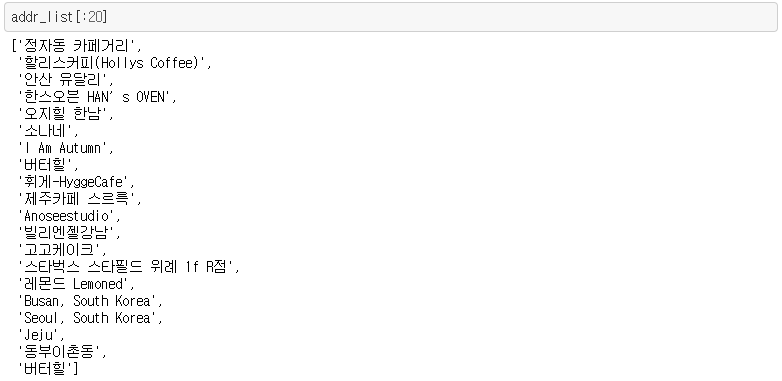 addr_list[:20]
['정자동 카페거리',
'할리스커피(Hollys Coffee)',
'안산 유달리',
'한스오븐 HAN’s OVEN',
'오지힐 한남',
'소나네',
'I Am Autumn',
'버터힐',
'휘게-HyggeCafe',
'제주카페 스르륵',
'Anoseestudio',
'빌리엔젤강남',
'고고케이크',
'스타벅스 스타필드 위례 1f R점',
'레몬드 Lemoned',
'Busan, South Korea',
'Seoul, South Korea',
'Jeju',
'동부이촌동',
'버터힐']